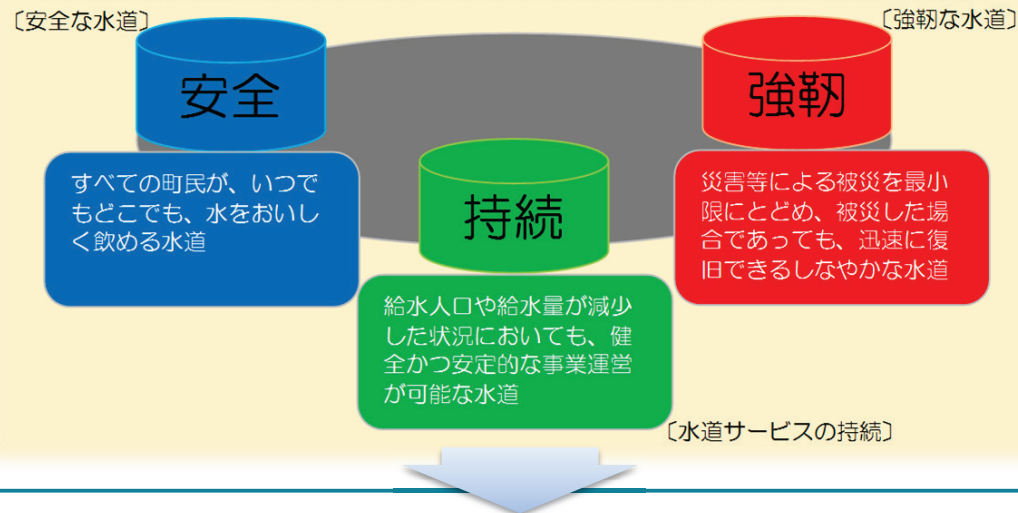 〔安全な水道〕
安全
すべての町民が、いつで
もどこでも、水をおいし
く飲める水道
〔強靭な水道〕
強靭
災害等による被災を最小
限にとどめ、被災した場
合であっても、迅速に復
旧できるしなやかな水道
持続
給水人口や給水量が減少
した状況においても、健
全かつ安定的な事業運営
が可能な水道
〔水道サービスの持続〕